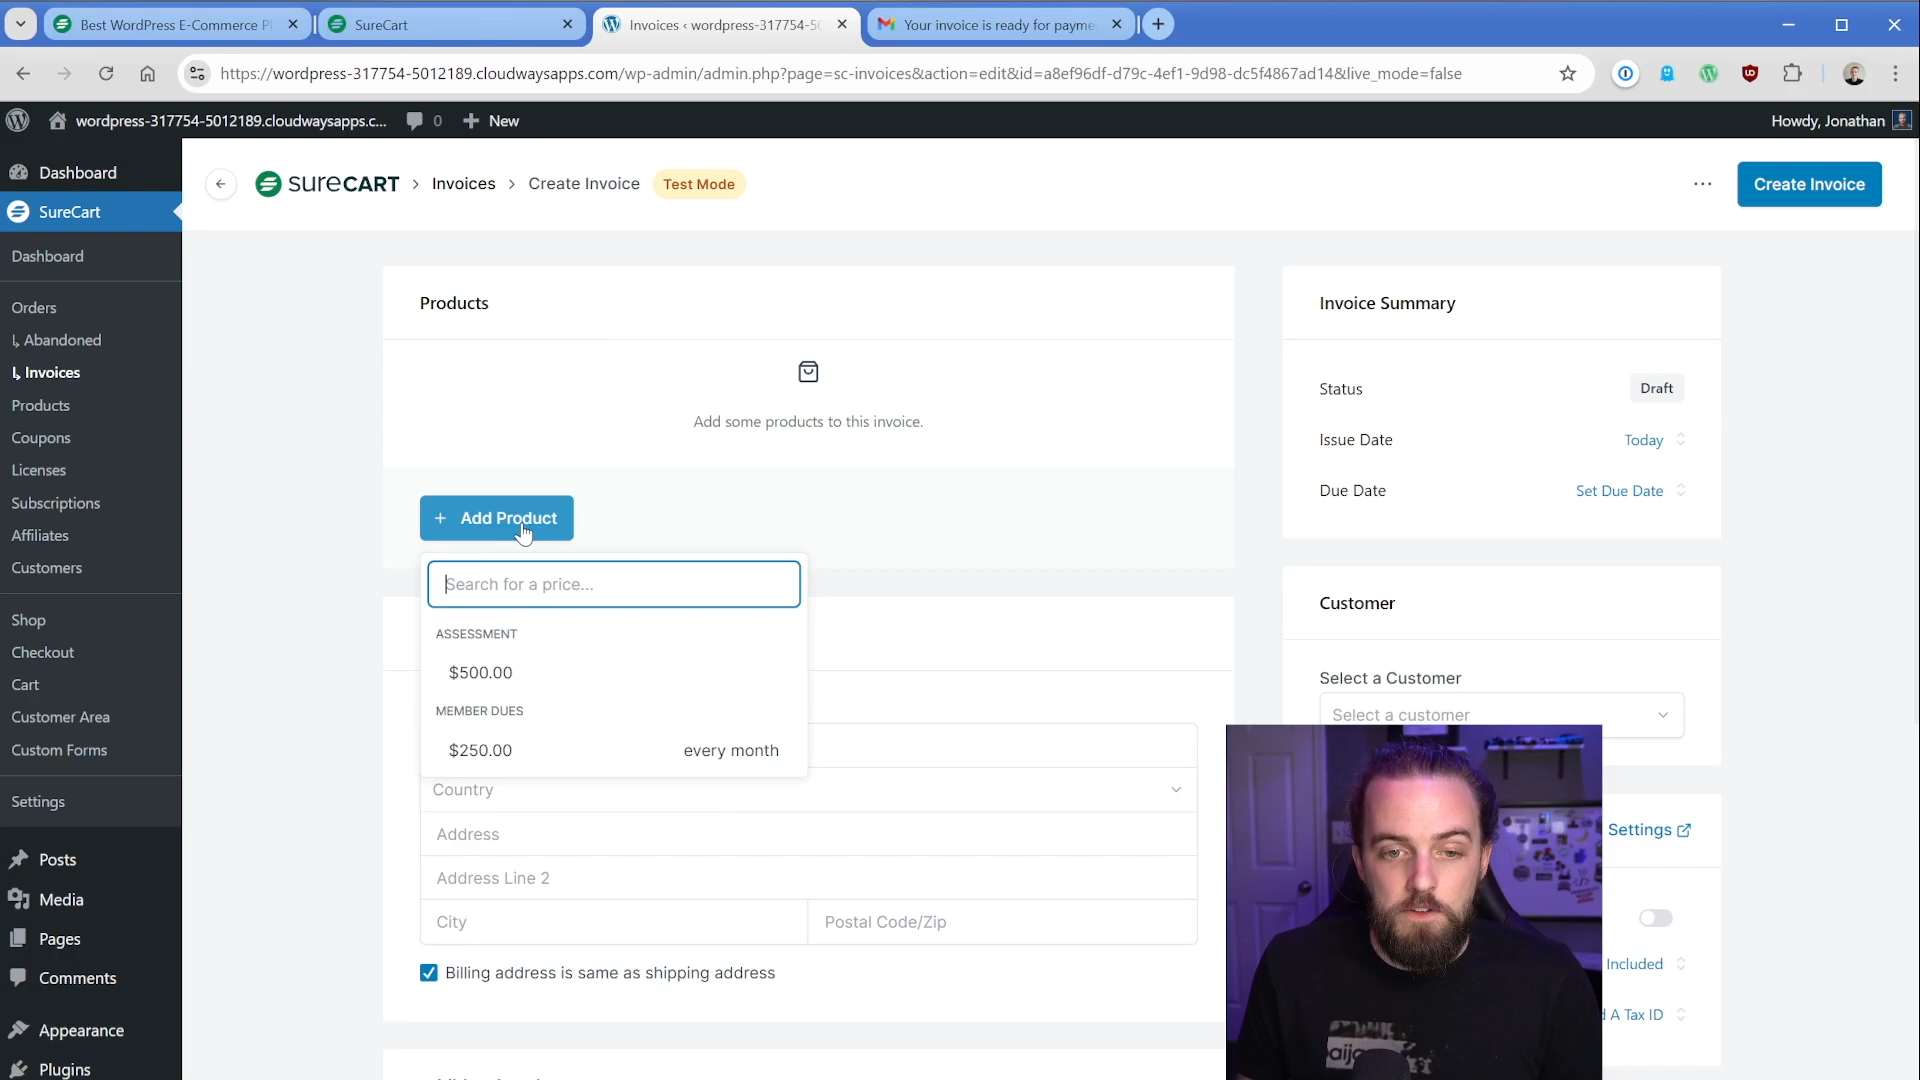 Best WordPress E-Commerce Pl
SureCart
Invoices ‹ wordpress-317754-50
Your invoice is ready for payme
https://wordpress-317754-5012189.cloudwaysapps.com/wp-admin/admin.php?page=sc-invoices&action=edit&id=a8ef96df-d79c-4ef1-9d98-dc5f4867ad14&live_mode=false
wordpress-317754-5012189.cloudwaysapps.c...
0
New
Howdy, Jonathan
Dashboard
SureCart
Dashboard
Orders
Abandoned
Invoices
Products
Coupons
Licenses
Subscriptions
Affiliates
Customers
Shop
Checkout
Cart
Customer Area
Custom Forms
Settings
Posts
Media
Pages
Comments
Appearance
Plugins
SURECART
Invoices
Create Invoice
Test Mode
Create Invoice
Products
Add some products to this invoice.
Add Product
Search for a price...
ASSESSMENT
$500.00
MEMBER DUES
$250.00 every month
Country
Address
Address Line 2
City
Postal Code/Zip
Billing address is same as shipping address
Invoice Summary
Status
Draft
Issue Date
Today
Due Date
Set Due Date
Customer
Select a Customer
Select a customer
Settings
Included
A Tax ID